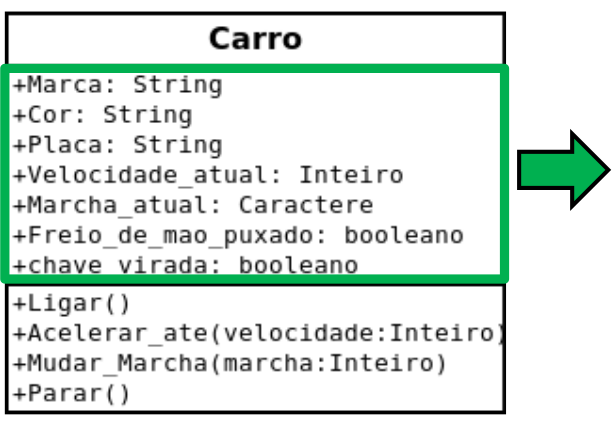 Carro
+Marca: String
+Cor: String
+Placa: String
+Velocidade_atual: Inteiro
+Marcha_atual: Caractere
+Freio_de_mao_puxado: booleano
+chave_virada: booleano
+Ligar()
+Acelerar_ate(velocidade:Inteiro)
+Mudar_Marcha(marcha:Inteiro)
+Parar()